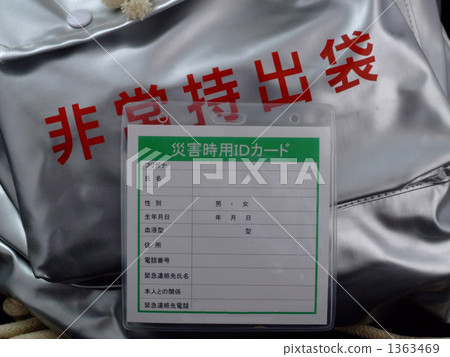 非常持出袋
災害時用IDカード
フリガナ
氏名
性別 男・女
生年月日 年 月 日
血液型 型
住所
電話番号
緊急連絡先氏名
本人との関係
緊急連絡先電話
PIXTA
pixta.jp - 1363469